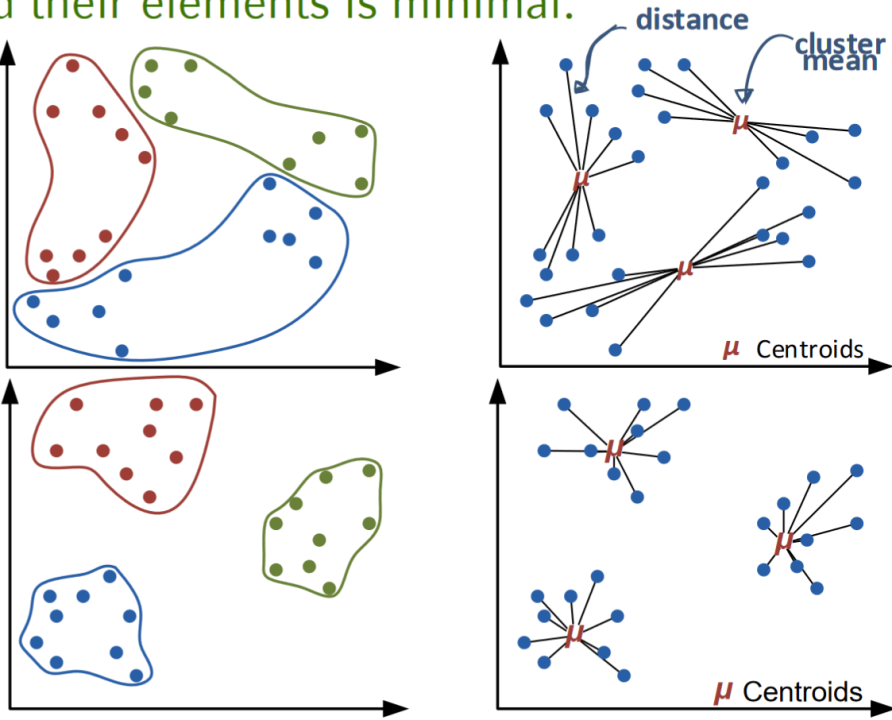 d their elements is minimal.
distance
cluster
mean
μ
μ
μ
μ Centroids
μ
μ
μ
μ Centroids